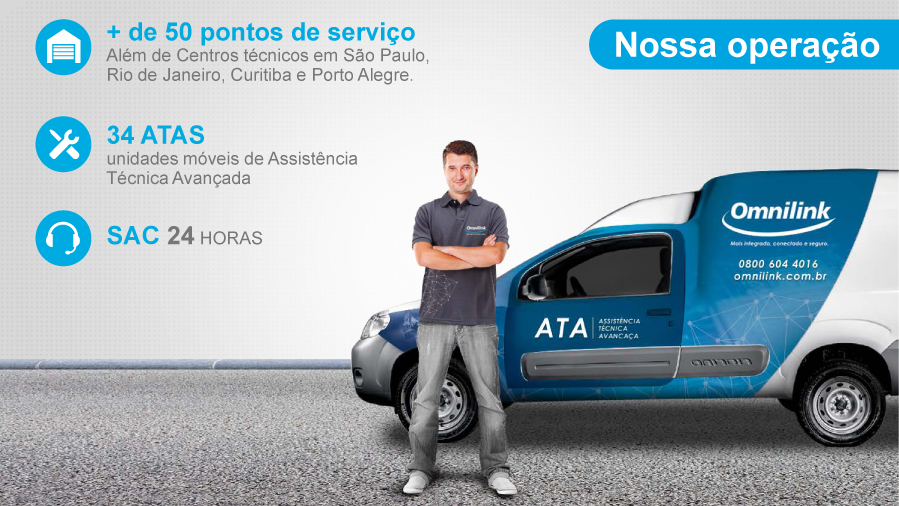 + de 50 pontos de serviço
Além de Centros técnicos em São Paulo,
Rio de Janeiro, Curitiba e Porto Alegre.
Nossa operação
34 ATAS
unidades móveis de Assistência
Técnica Avançada
SAC 24 HORAS
Omnilink
Omnilink
Mais integrado, conectado e seguro.
0800 604 4016
omnilink.com.br
ATA
ASSISTÊNCIA
TÉCNICA
AVANCAÇA